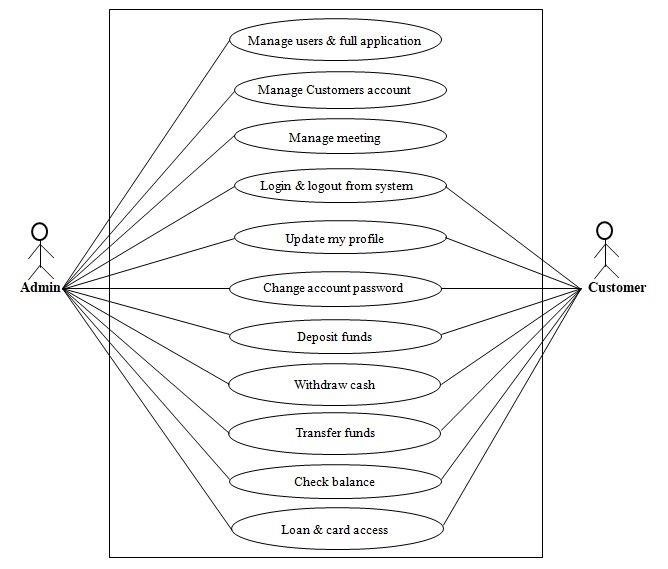 Manage users & full application
Manage Customers account
Manage meeting
Login & logout from system
Update my profile
Admin
Change account password
Customer
Deposit funds
Withdraw cash
Transfer funds
Check balance
Loan & card access